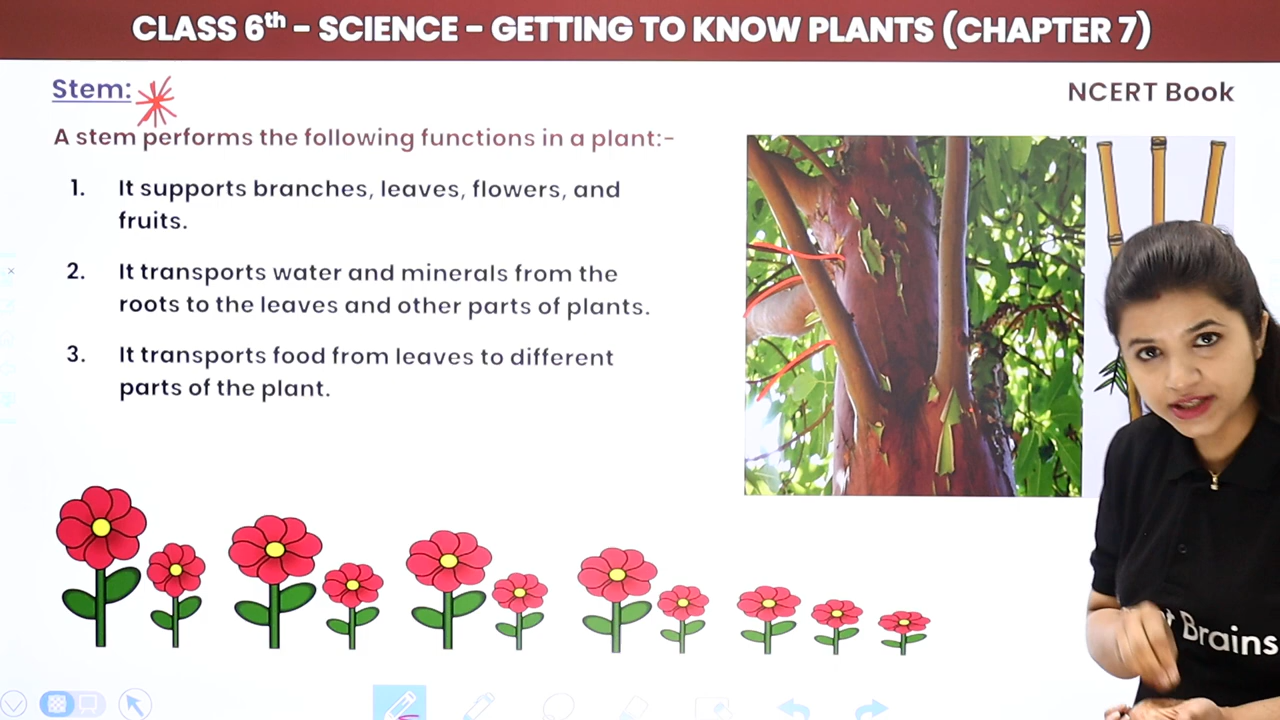 CLASS 6th - SCIENCE - GETTING TO KNOW PLANTS (CHAPTER 7)
Stem:
NCERT Book
A stem performs the following functions in a plant:-
1. It supports branches, leaves, flowers, and
fruits.
2. It transports water and minerals from the
roots to the leaves and other parts of plants.
3. It transports food from leaves to different
parts of the plant.
Brains